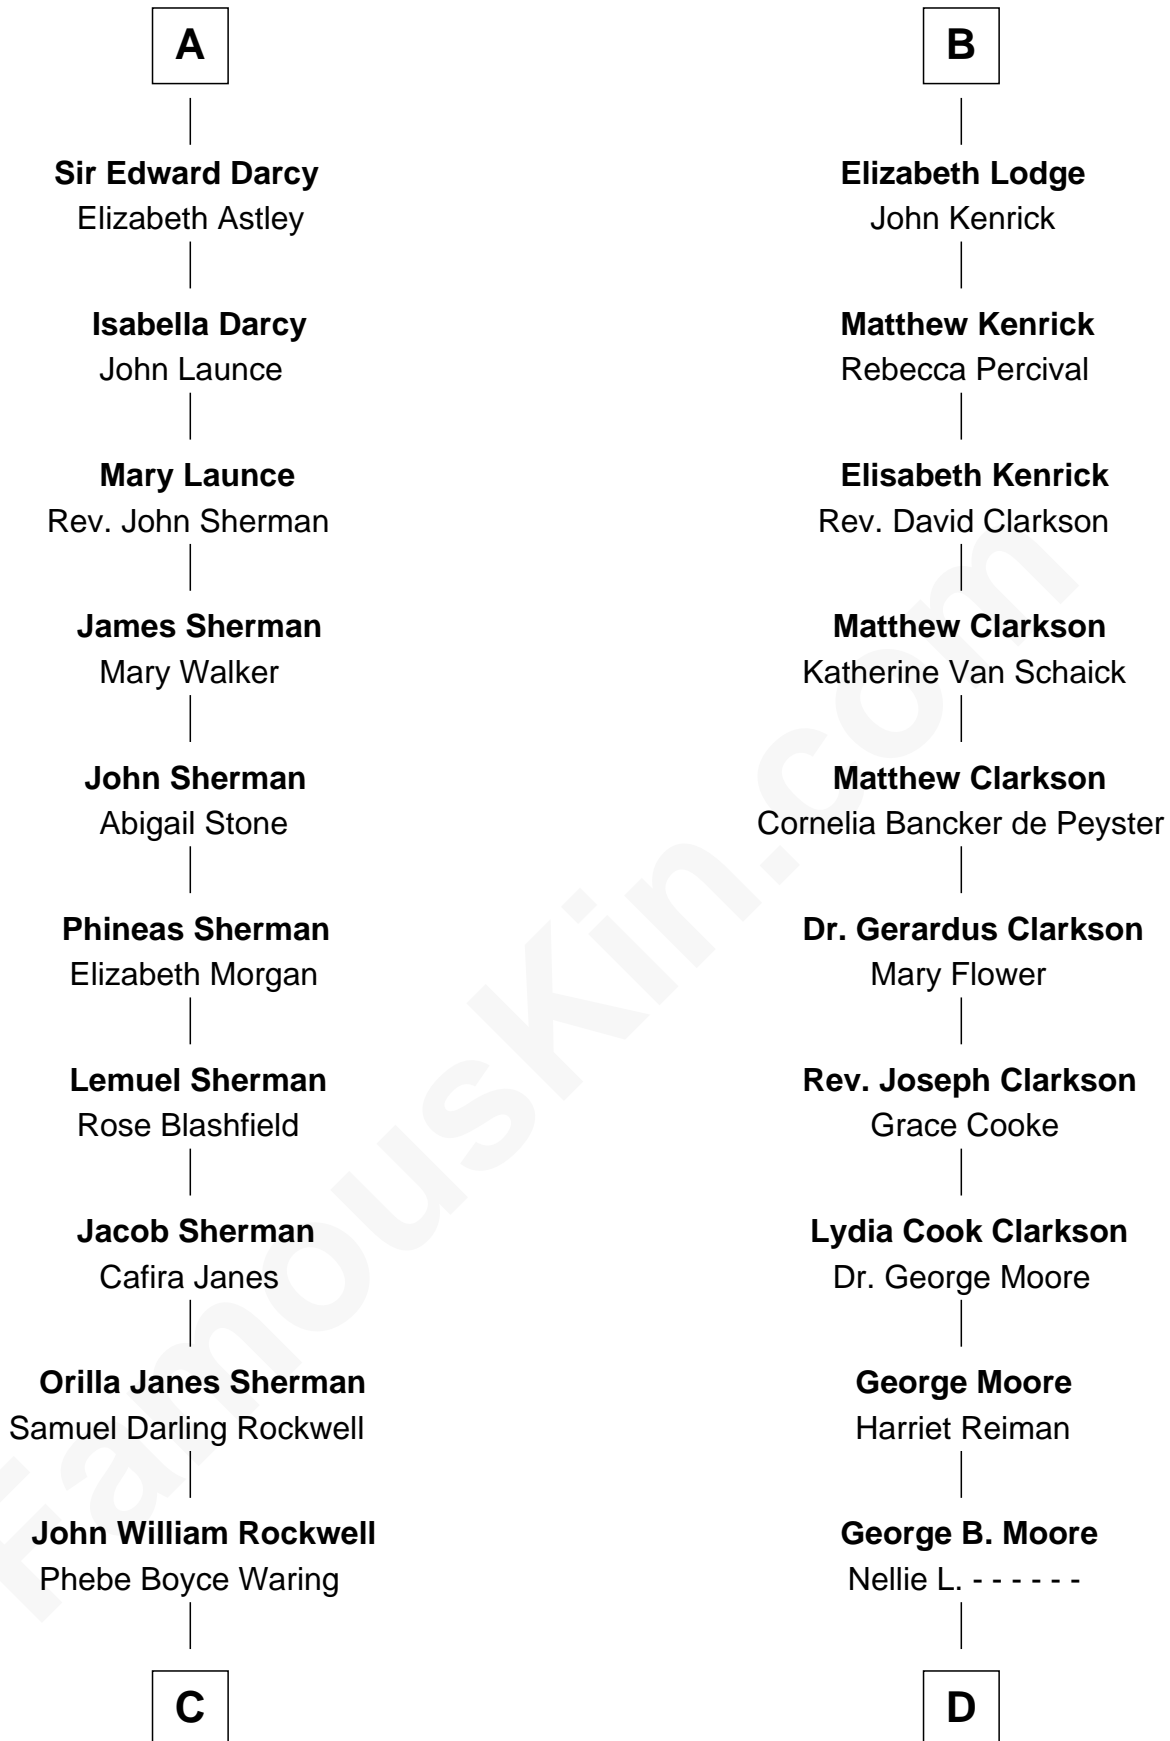 A
Sir Edward Darcy
Elizabeth Astley
Isabella Darcy
John Launce
Mary Launce
Rev. John Sherman
James Sherman
Mary Walker
John Sherman
Abigail Stone
Phineas Sherman
Elizabeth Morgan
Lemuel Sherman
Rose Blashfield
Jacob Sherman
Cafira Janes
Orilla Janes Sherman
Samuel Darling Rockwell
John William Rockwell
Phebe Boyce Waring
C
B
Elizabeth Lodge
John Kenrick
Matthew Kenrick
Rebecca Percival
Elisabeth Kenrick
Rev. David Clarkson
Matthew Clarkson
Katherine Van Schaick
Matthew Clarkson
Cornelia Bancker de Peyster
Dr. Gerardus Clarkson
Mary Flower
Rev. Joseph Clarkson
Grace Cooke
Lydia Cook Clarkson
Dr. George Moore
George Moore
Harriet Reiman
George B. Moore
Nellie L. - - - - - -
D
FamousKin.com